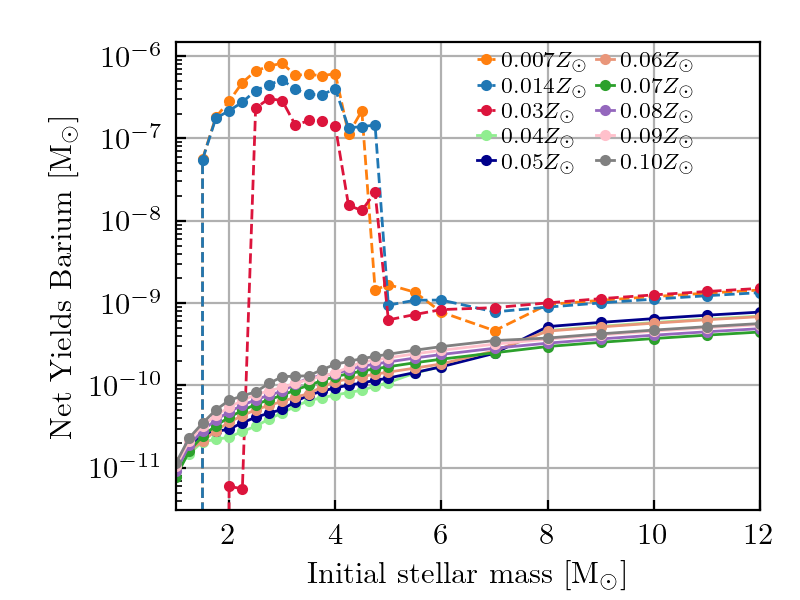 Net Yields Barium [M☉]
10⁻⁶
10⁻⁷
10⁻⁸
10⁻⁹
10⁻¹⁰
10⁻¹¹
0.007Z☉
0.014Z☉
0.03Z☉
0.04Z☉
0.05Z☉
0.06Z☉
0.07Z☉
0.08Z☉
0.09Z☉
0.10Z☉
2 4 6 8 10 12
Initial stellar mass [M☉]